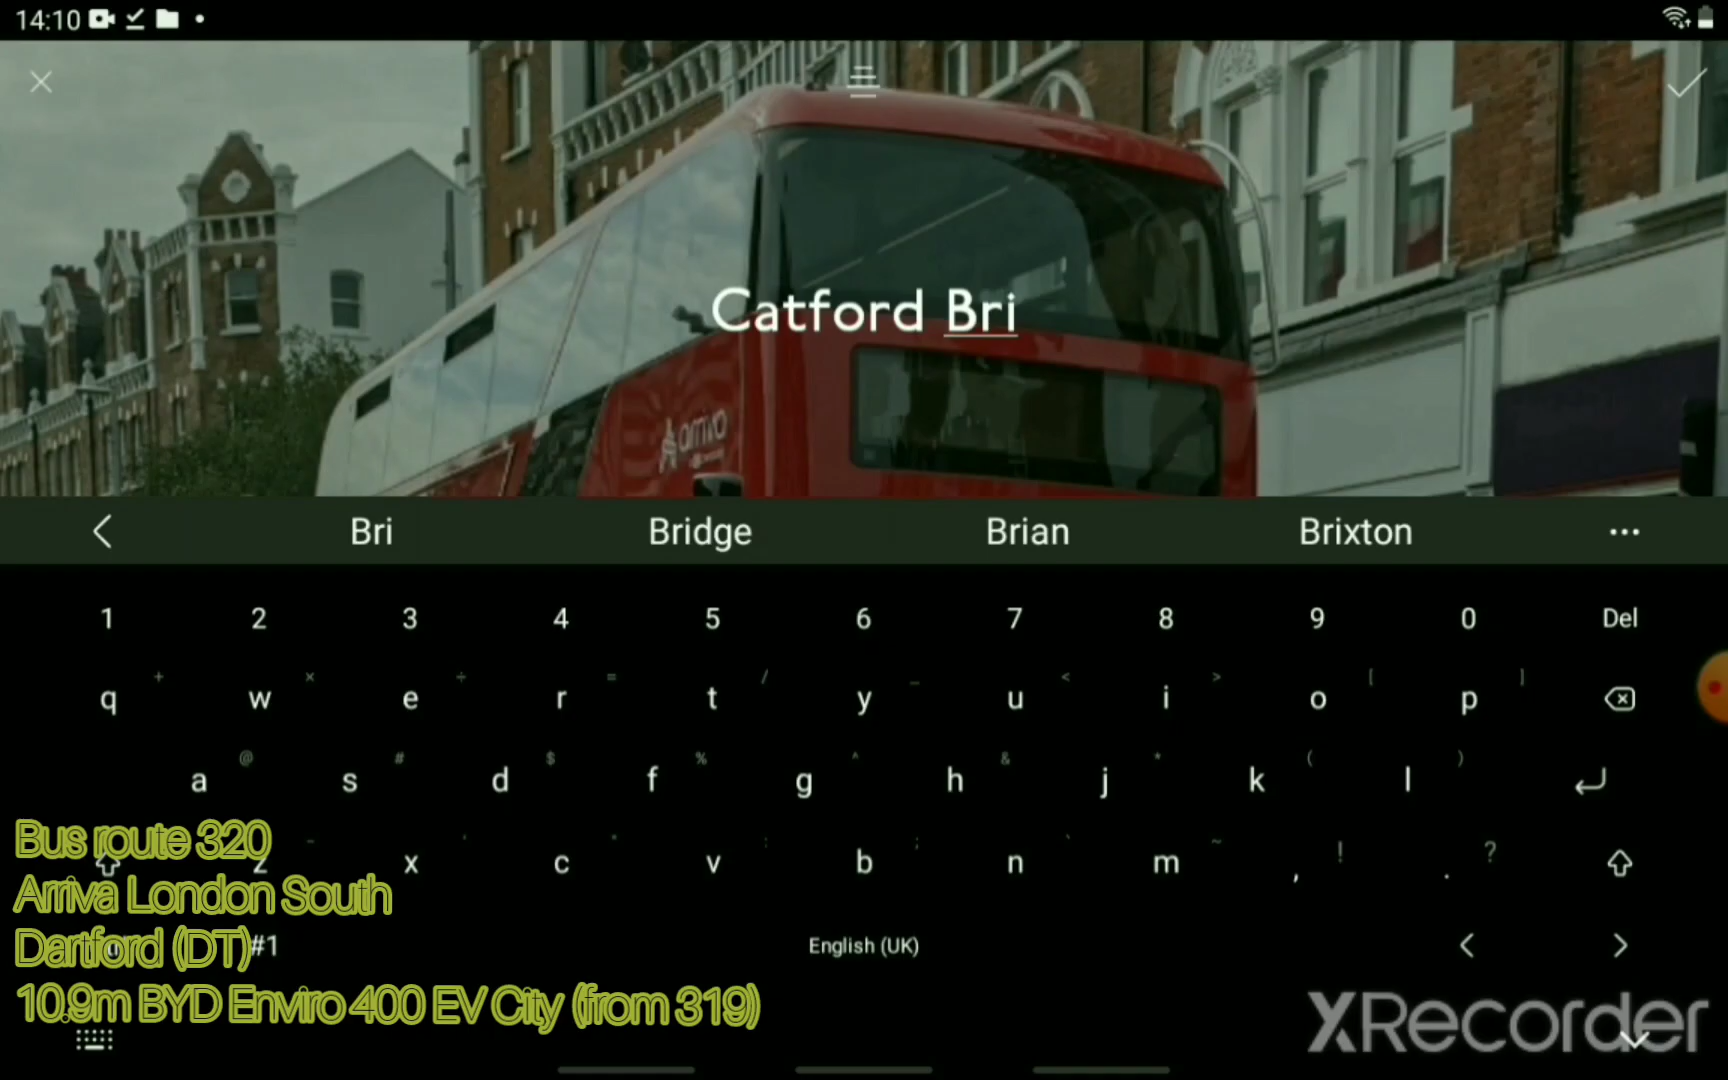 14:10
Catford Bri
arriva
Bri Bridge Brian Brixton ...
1 2 3 4 5 6 7 8 9 0 Del
+ × ÷ = / _ < > [ ]
q w e r t y u i o p
@ # $ % ^ & * ( )
a s d f g h j k l
Bus route 320
z x c v b n m , ! . ?
Arriva London South
Dartford (DT)
#1 English (UK) < >
10.9m BYD Enviro 400 EV City (from 319)
XRecorder